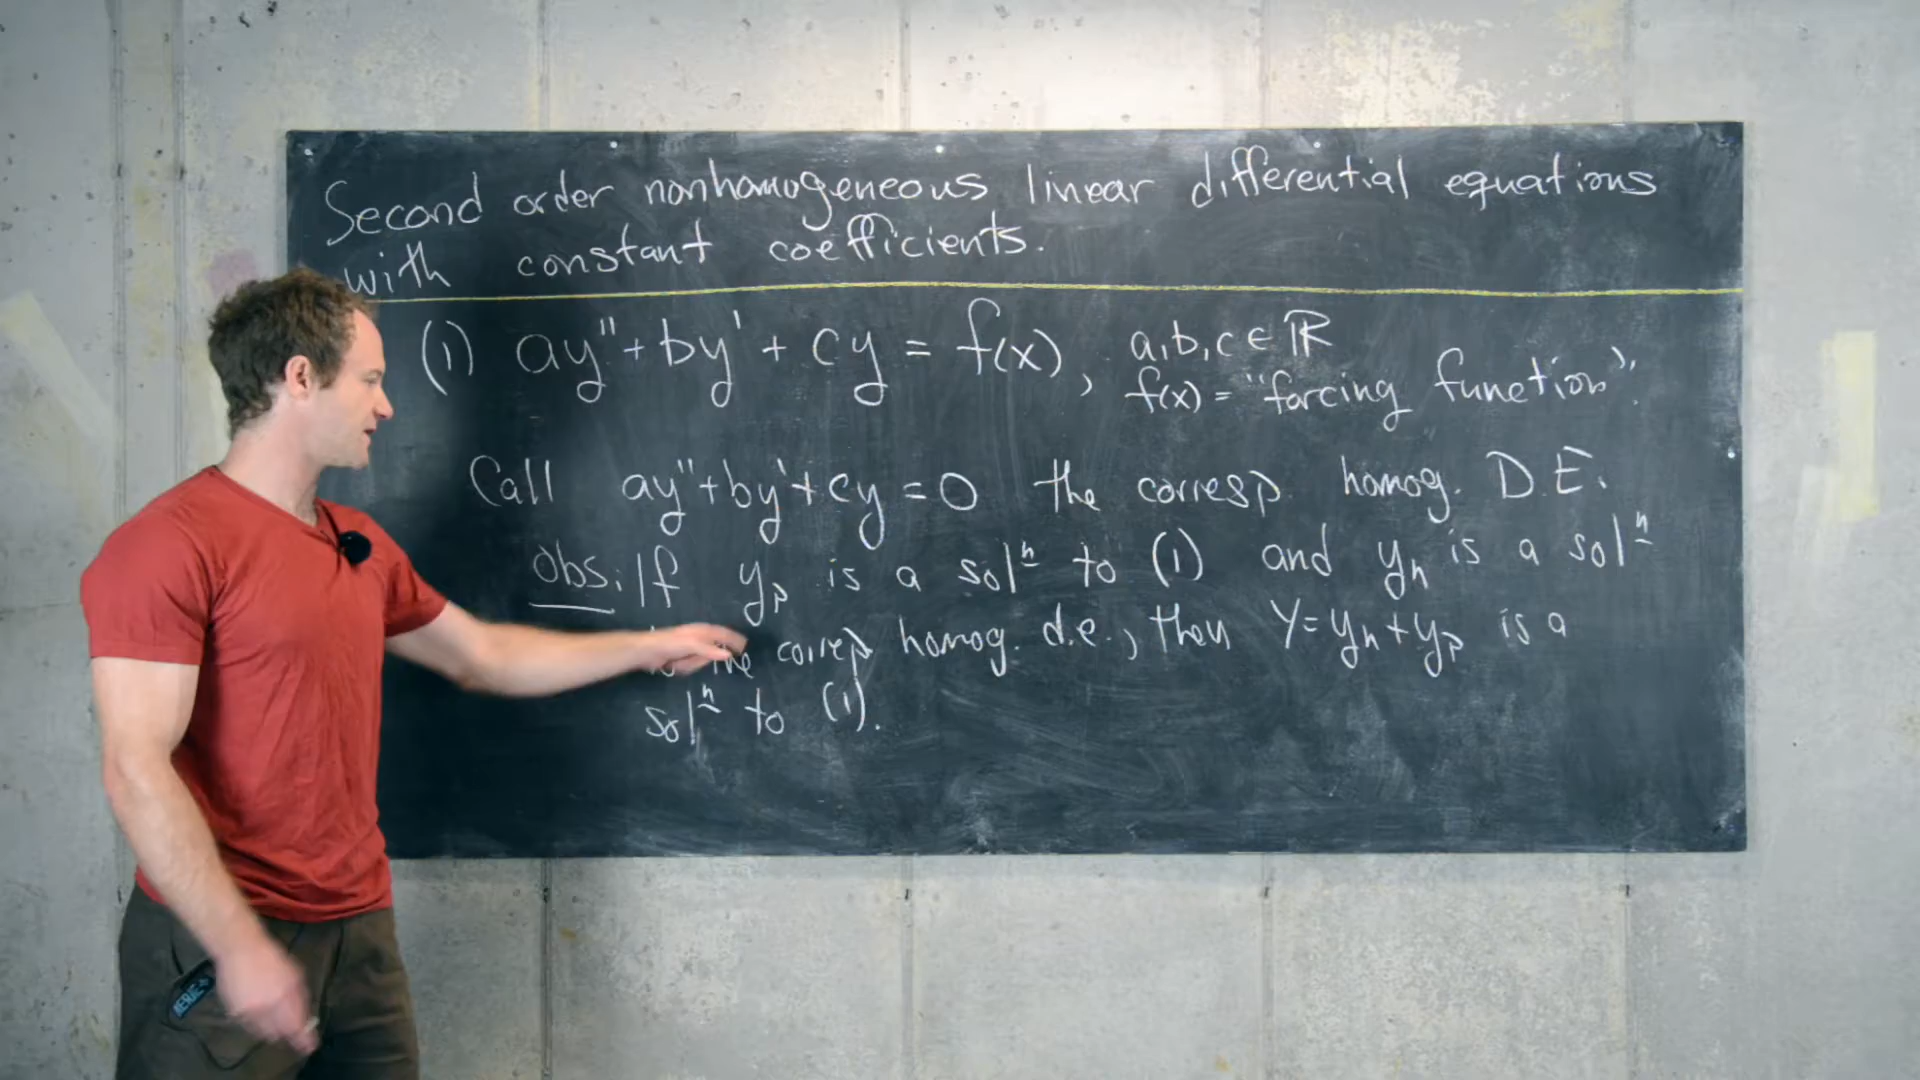 Second order nonhomogeneous linear differential equations
with constant coefficients.
(1) ay"+by'+cy = f(x), a,b,c ∈ ℝ
f(x) = "forcing function".
Call ay"+by'+cy=0 the corresp. homog. D.E.
Obs: If y_p is a sol^n to (1) and y_h is a sol^n
the corresp homog. d.e., then Y=y_h+y_p is a
sol^n to (1).